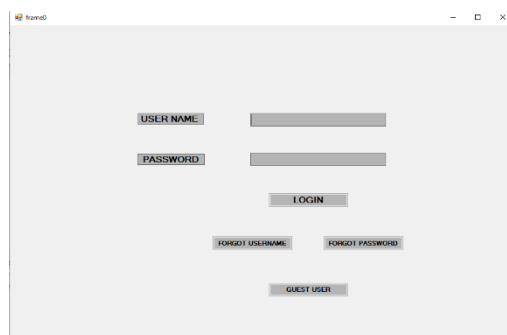 frame0
USER NAME
PASSWORD
LOGIN
FORGOT USERNAME FORGOT PASSWORD
GUEST USER